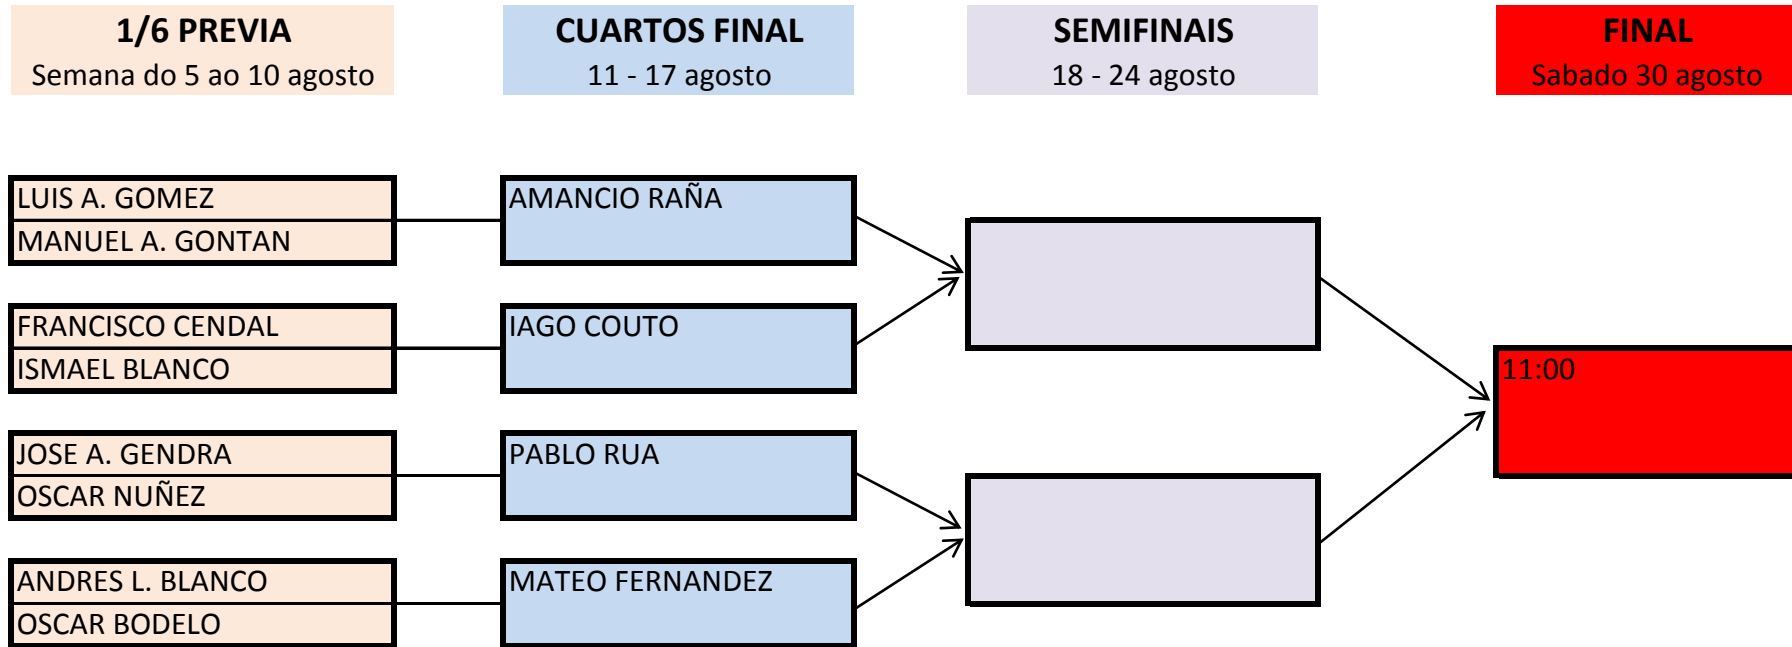 1/6 PREVIA
Semana do 5 ao 10 agosto
CUARTOS FINAL
11 - 17 agosto
SEMIFINAIS
18 - 24 agosto
FINAL
Sabado 30 agosto
LUIS A. GOMEZ
MANUEL A. GONTAN
AMANCIO RAÑA
FRANCISCO CENDAL
ISMAEL BLANCO
IAGO COUTO
11:00
JOSE A. GENDRA
OSCAR NUÑEZ
PABLO RUA
ANDRES L. BLANCO
OSCAR BODELO
MATEO FERNANDEZ